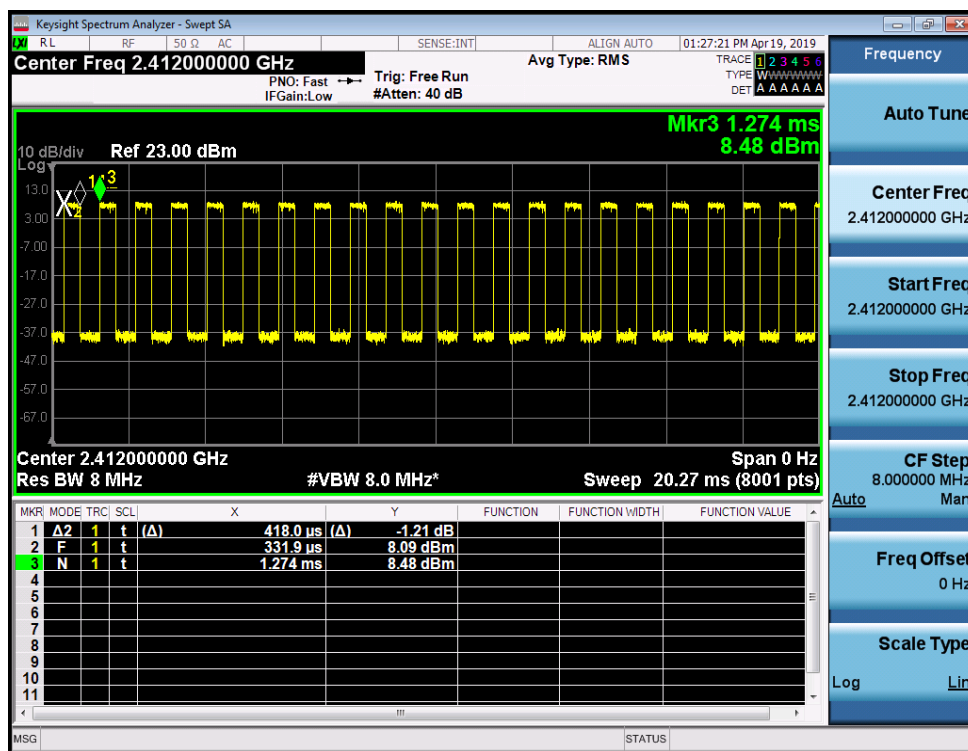 Keysight Spectrum Analyzer - Swept SA
LXI RL RF 50 Ω AC SENSE:INT ALIGN AUTO 01:27:21 PM Apr 19, 2019
Center Freq 2.412000000 GHz Avg Type: RMS TRACE 1 2 3 4 5 6
PNO: Fast Trig: Free Run TYPE WWWWWW
IFGain:Low #Atten: 40 dB DET A A A A A A
Mkr3 1.274 ms
8.48 dBm
10 dB/div Ref 23.00 dBm
Log
13.0
3.00
-7.00
-17.0
-27.0
-37.0
-47.0
-57.0
-67.0
1 3
X 2
Center 2.412000000 GHz Span 0 Hz
Res BW 8 MHz #VBW 8.0 MHz* Sweep 20.27 ms (8001 pts)
MKR MODE TRC SCL X Y FUNCTION FUNCTION WIDTH FUNCTION VALUE
1 Δ2 1 t (Δ) 418.0 µs (Δ) -1.21 dB
2 F 1 t 331.9 µs 8.09 dBm
3 N 1 t 1.274 ms 8.48 dBm
4
5
6
7
8
9
10
11
MSG STATUS
Frequency
Auto Tune
Center Freq
2.412000000 GHz
Start Freq
2.412000000 GHz
Stop Freq
2.412000000 GHz
CF Step
8.000000 MHz
Auto Man
Freq Offset
0 Hz
Scale Type
Log Lin